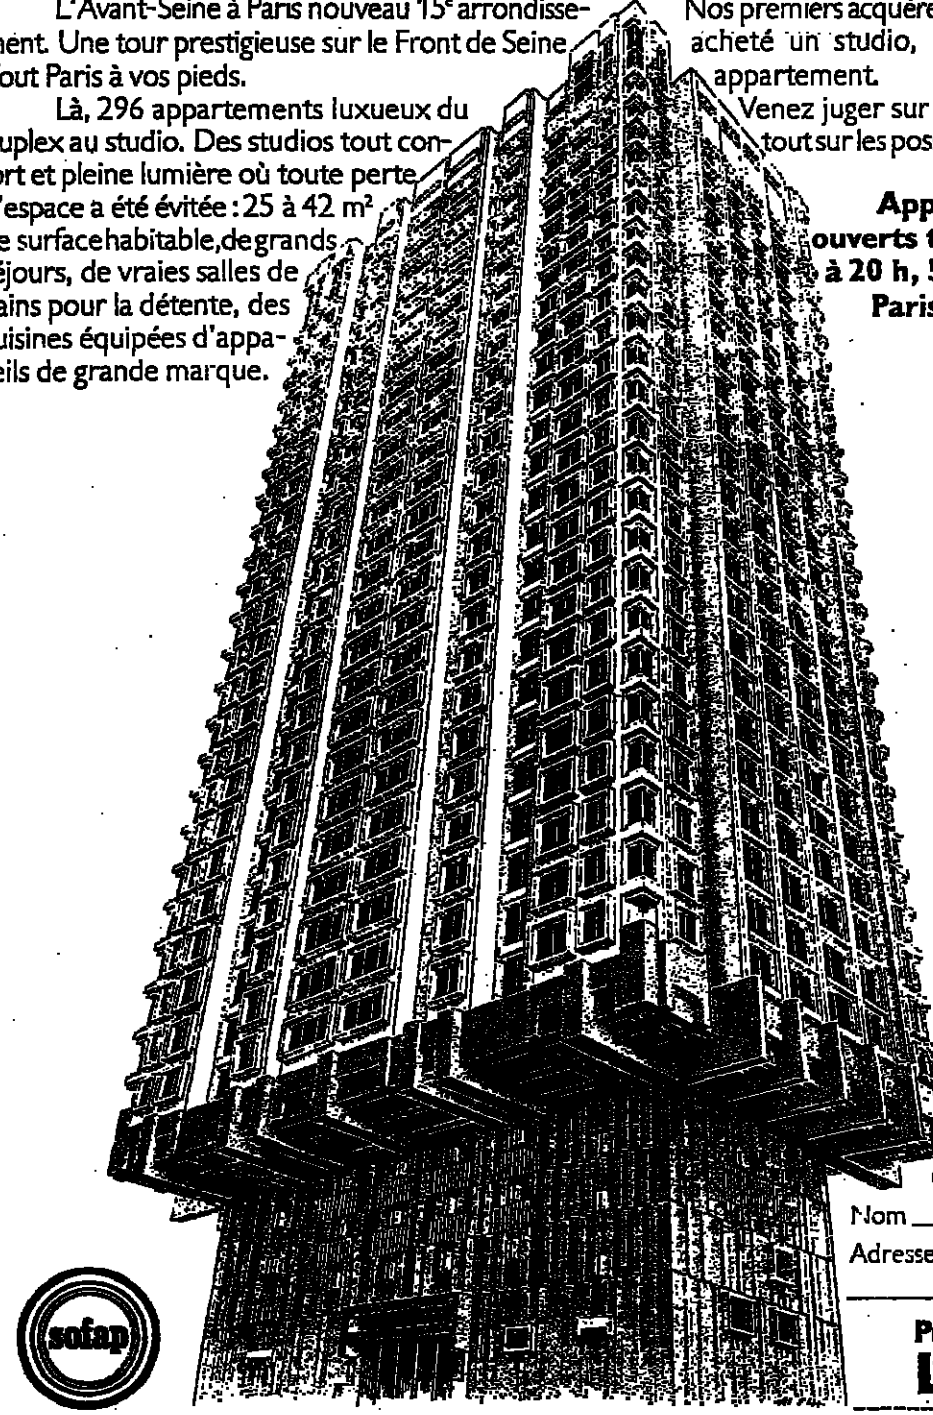 L'Avant-Seine à Paris nouveau 15e arrondisse-
ment. Une tour prestigieuse sur le Front de Seine
out Paris à vos pieds.
Là, 296 appartements luxueux du
uplex au studio. Des studios tout con-
ort et pleine lumière où toute perte
'espace a été évitée : 25 à 42 m²
e surface habitable, de grands
éjours, de vraies salles de
ains pour la détente, des
uisines équipées d'appa-
eils de grande marque.
Nos premiers acquére
acheté un studio,
appartement.
Venez juger sur
tout sur les pos
App
ouverts t
à 20 h, 5
Paris
Nom
Adresse
sofap